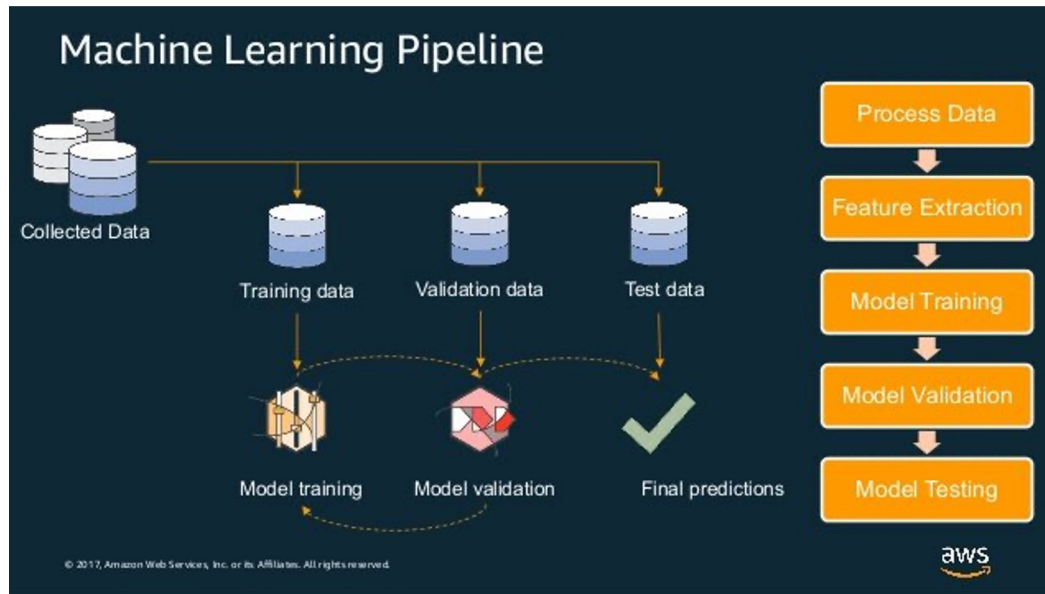 Machine Learning Pipeline
Collected Data
Training data
Validation data
Test data
Model training
Model validation
Final predictions
Process Data
Feature Extraction
Model Training
Model Validation
Model Testing
© 2017, Amazon Web Services, Inc. or its Affiliates. All rights reserved.
aws